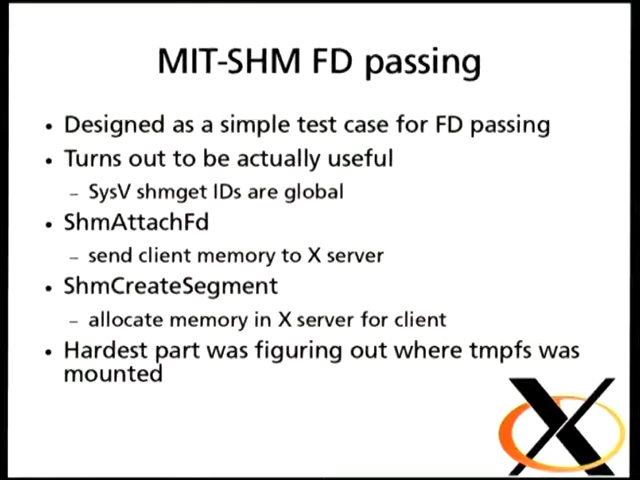 MIT-SHM FD passing
• Designed as a simple test case for FD passing
• Turns out to be actually useful
– SysV shmget IDs are global
• ShmAttachFd
– send client memory to X server
• ShmCreateSegment
– allocate memory in X server for client
• Hardest part was figuring out where tmpfs was
mounted